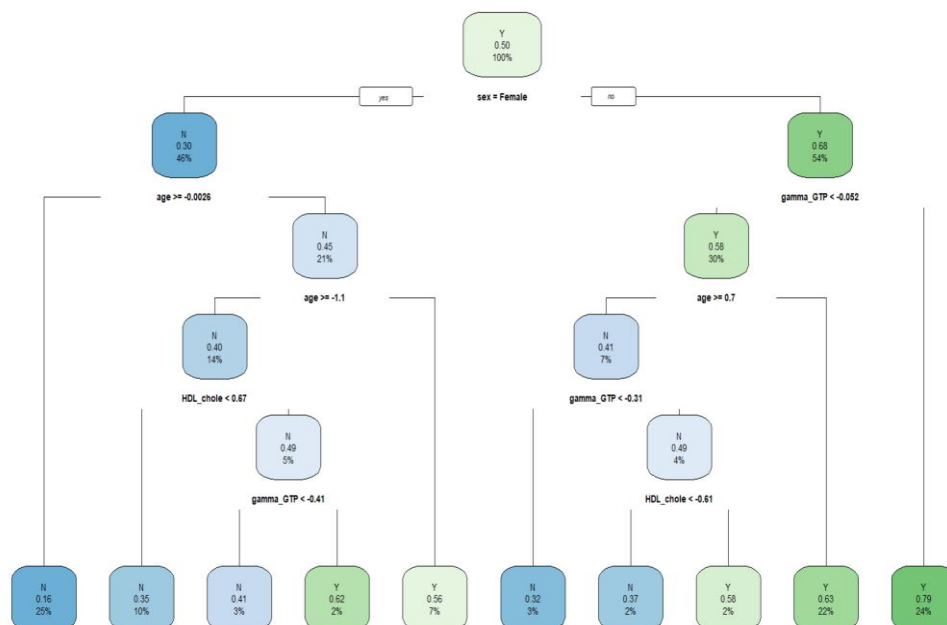 Y
0.50
100%
yes
sex = Female
no
N
0.30
46%
Y
0.68
54%
age >= -0.0026
gamma_GTP < -0.052
N
0.45
21%
Y
0.58
30%
age >= -1.1
age >= 0.7
N
0.40
14%
N
0.41
7%
HDL_chole < 0.67
gamma_GTP < -0.31
N
0.49
5%
N
0.49
4%
gamma_GTP < -0.41
HDL_chole < -0.61
N
0.16
25%
N
0.35
10%
N
0.41
3%
Y
0.62
2%
Y
0.56
7%
N
0.32
3%
N
0.37
2%
Y
0.58
2%
Y
0.63
22%
Y
0.79
24%